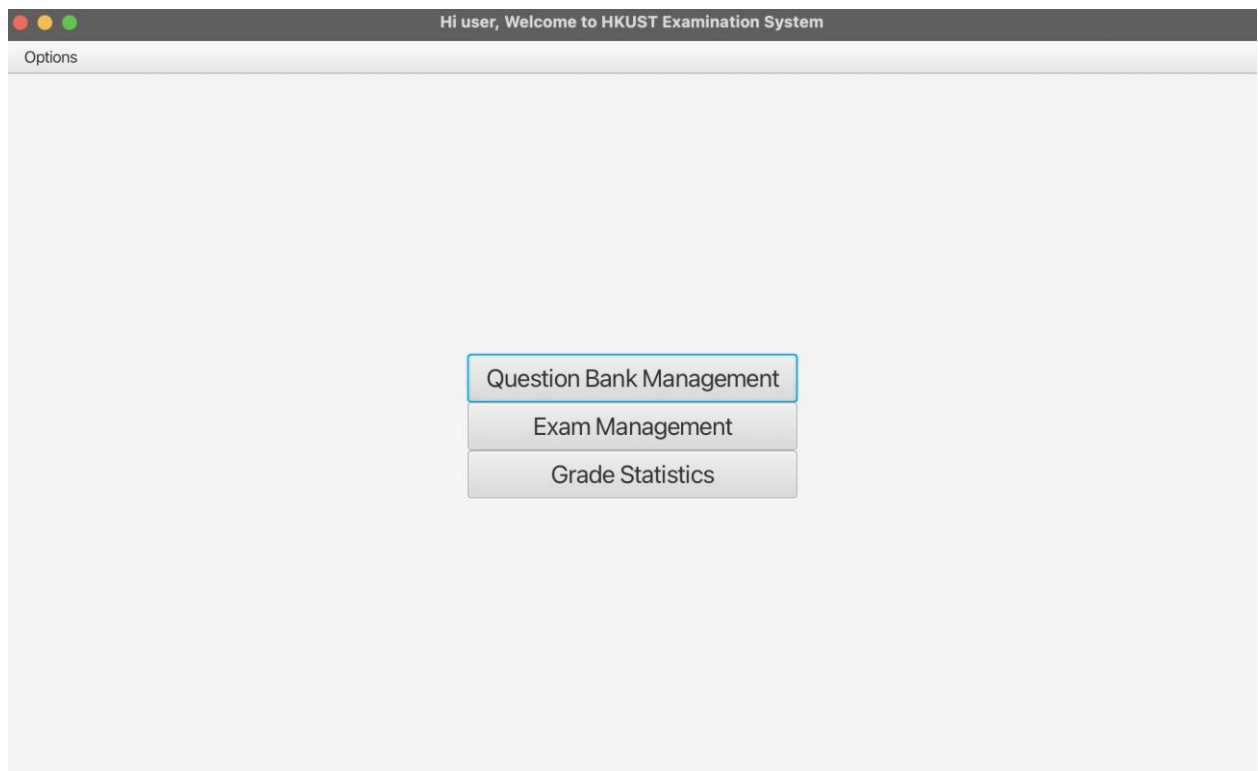 Hi user, Welcome to HKUST Examination System
Options
Question Bank Management
Exam Management
Grade Statistics